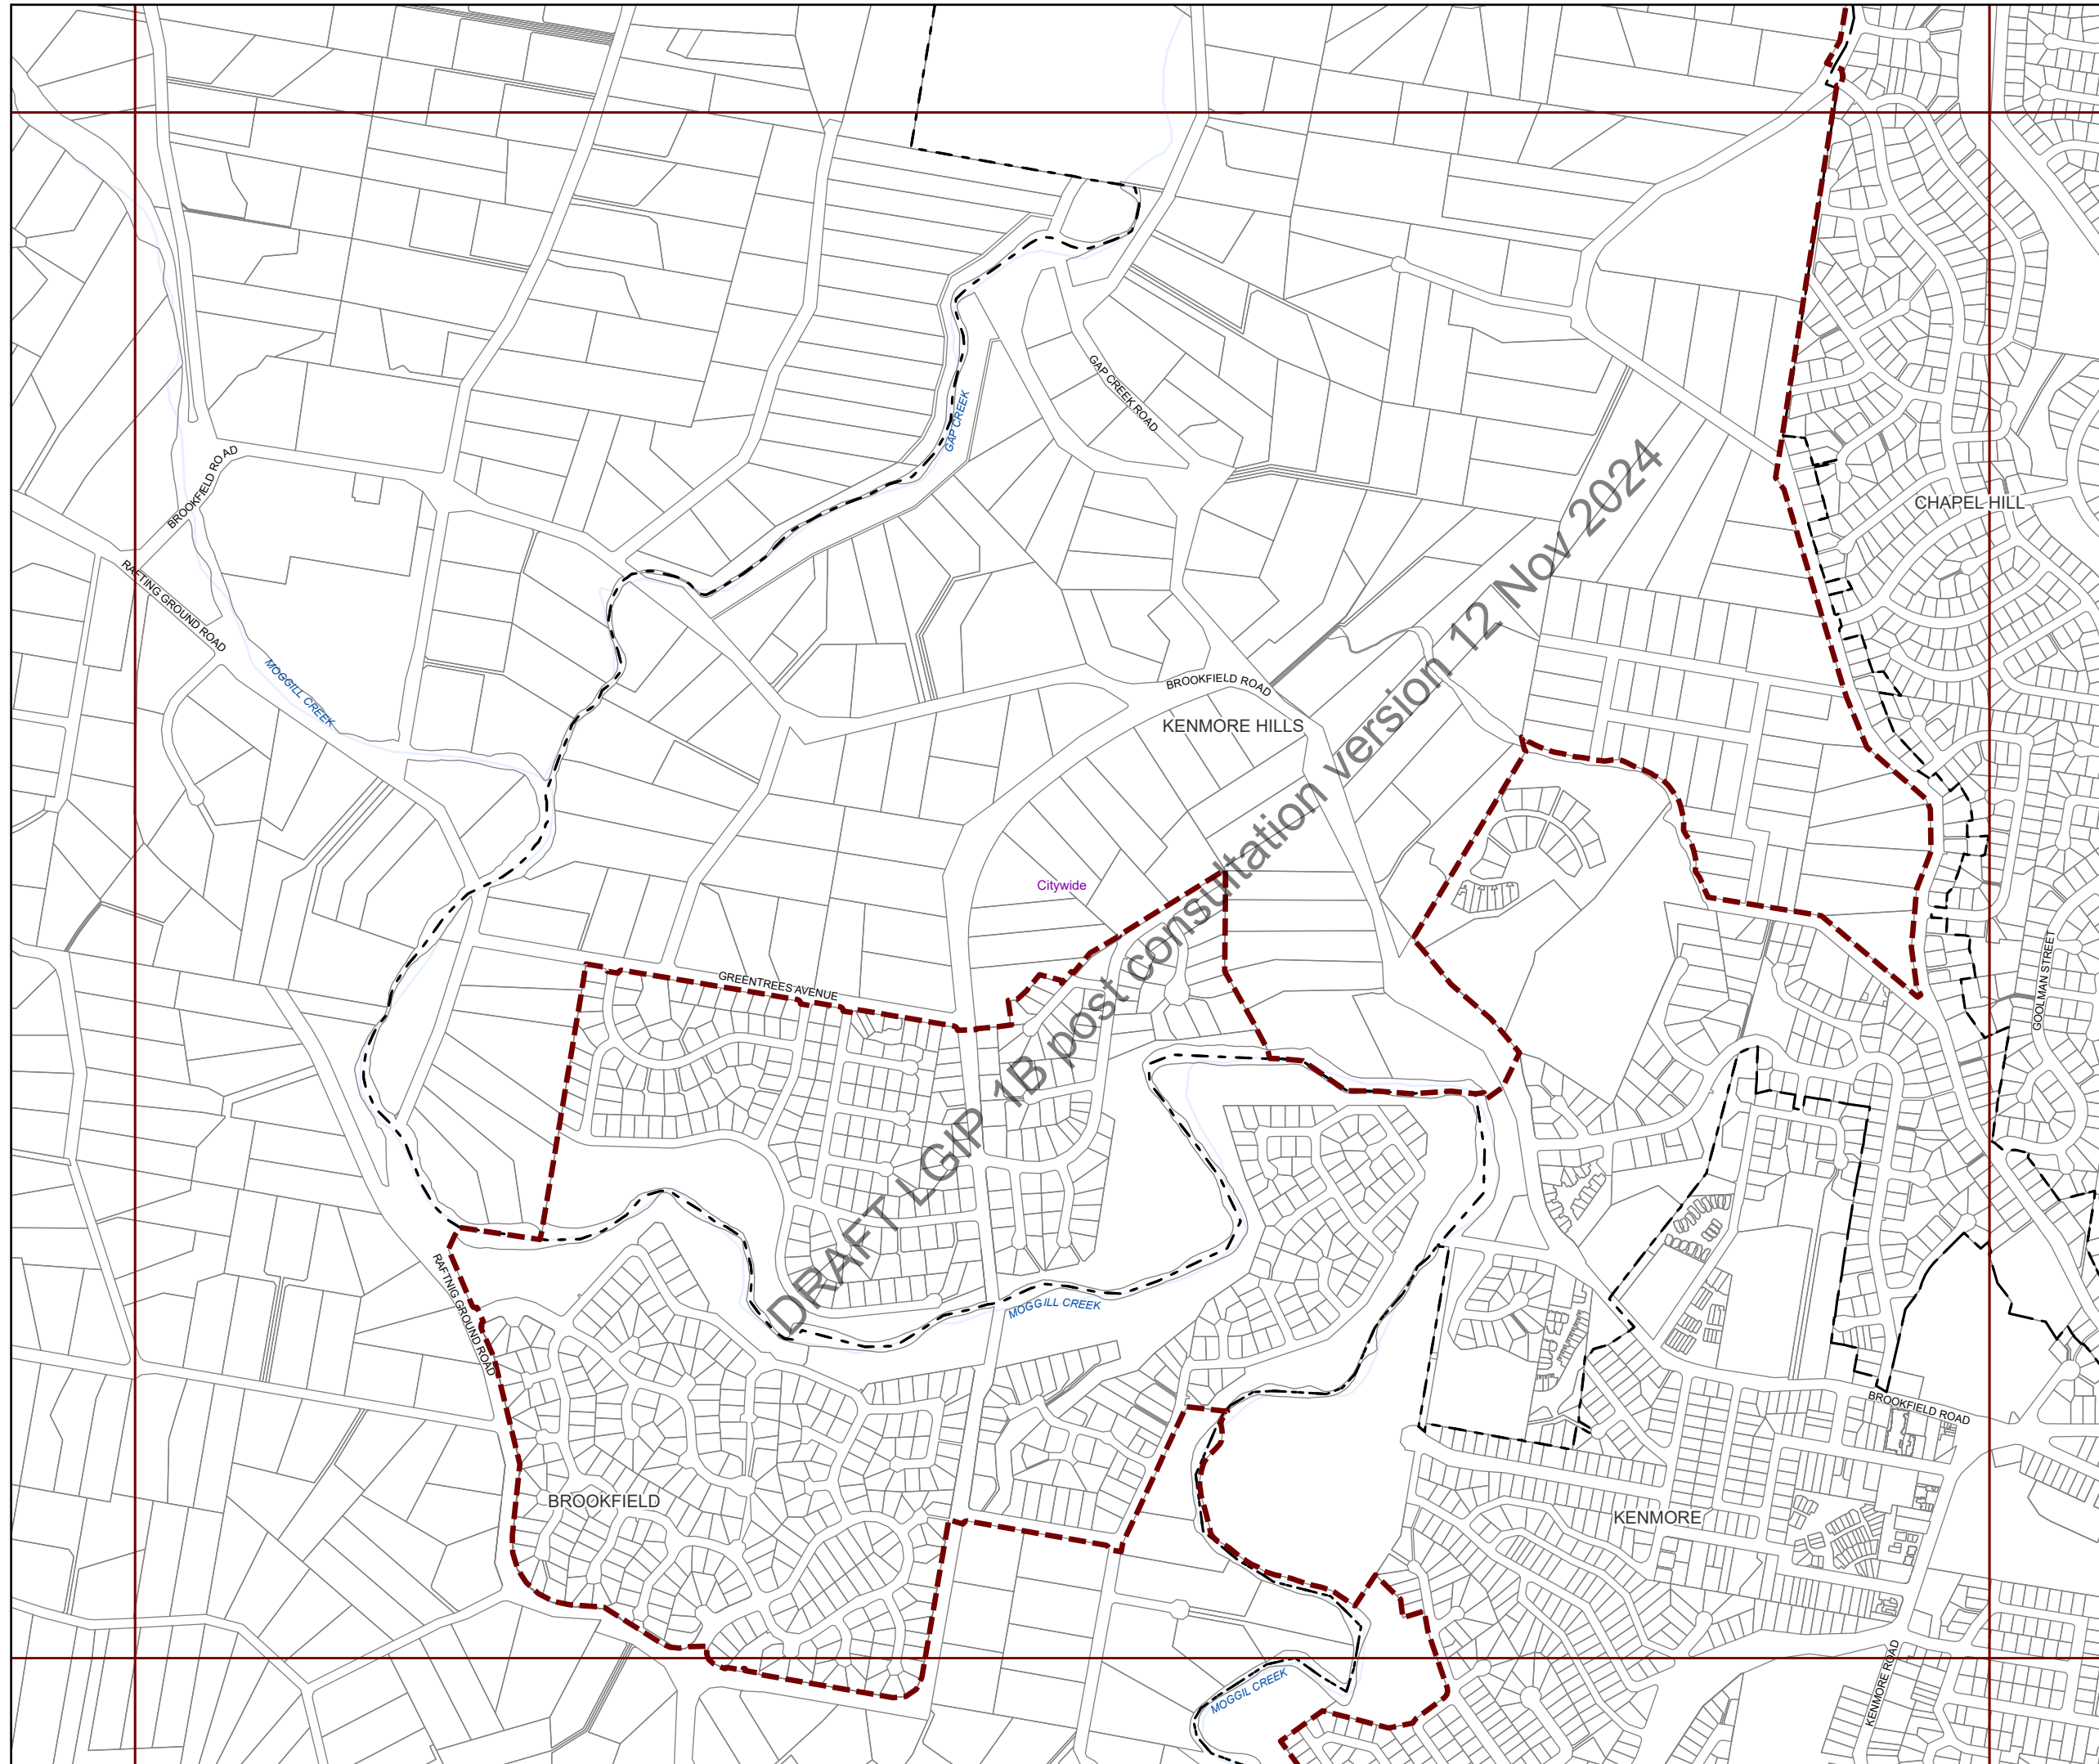 GAP CREEK ROAD
GAP CREEK
BROOKFIELD ROAD
CHAPEL HILL
RAFTING GROUND ROAD
MOGGILL CREEK
BROOKFIELD ROAD
KENMORE HILLS
DRAFT LGIP 1B post consultation version 12 Nov 2024
Citywide
GREENTREES AVENUE
GOOLMAN STREET
MOGGILL CREEK
RAFTNIG GROUND ROAD
BROOKFIELD ROAD
BROOKFIELD
KENMORE
KENMORE ROAD
MOGGIL CREEK